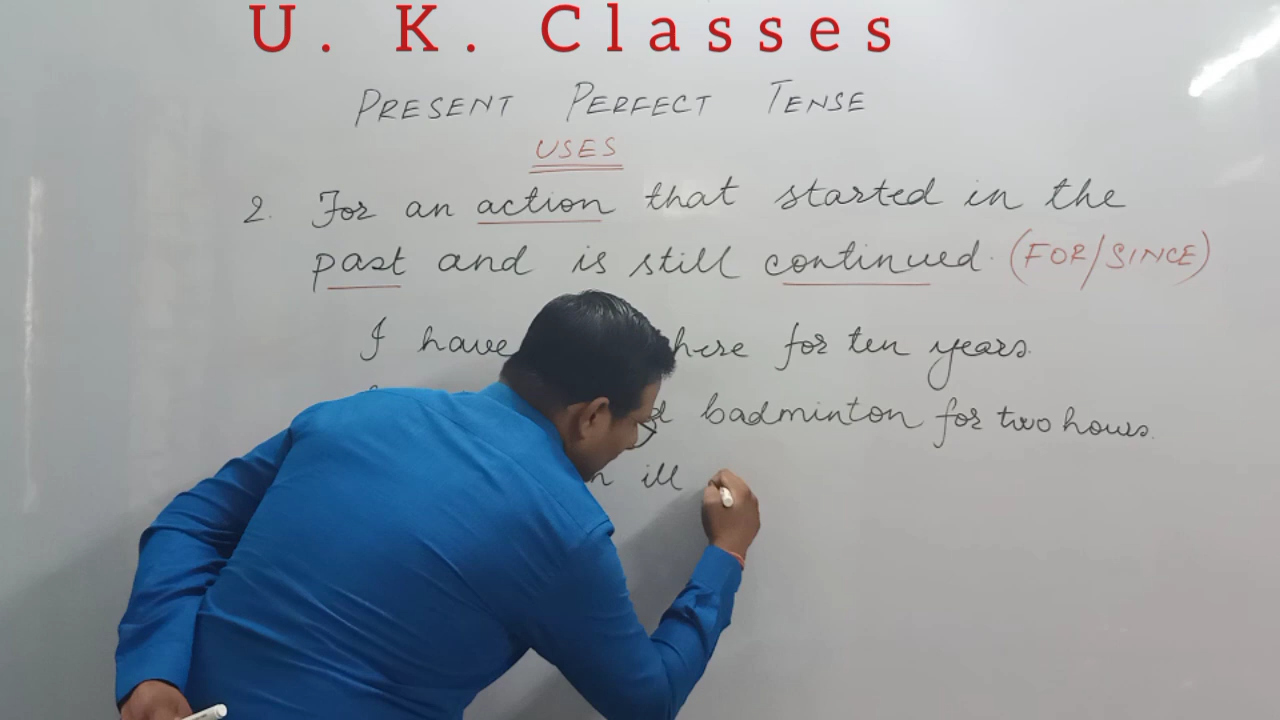 U. K. Classes
PRESENT PERFECT TENSE
USES
2. For an action that started in the
past and is still continued. (FOR/SINCE)
I have here for ten years.
badminton for two hours.
ill